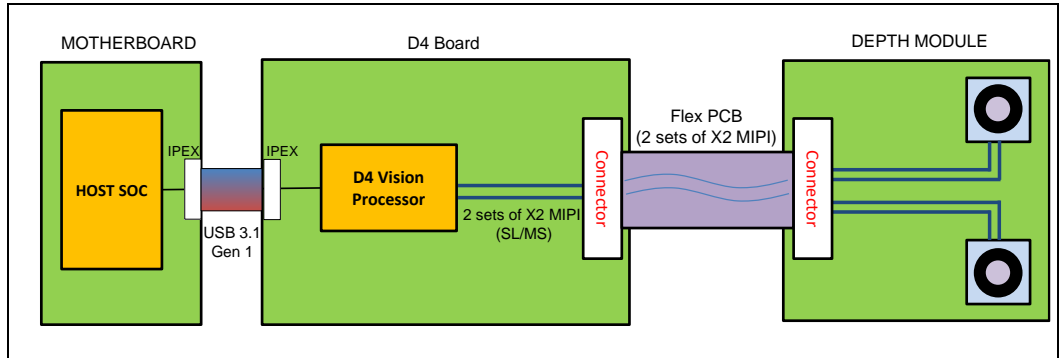 MOTHERBOARD
D4 Board
DEPTH MODULE
HOST SOC
IPEX
IPEX
USB 3.1
Gen 1
D4 Vision
Processor
2 sets of X2 MIPI
(SL/MS)
Connector
Flex PCB
(2 sets of X2 MIPI)
Connector